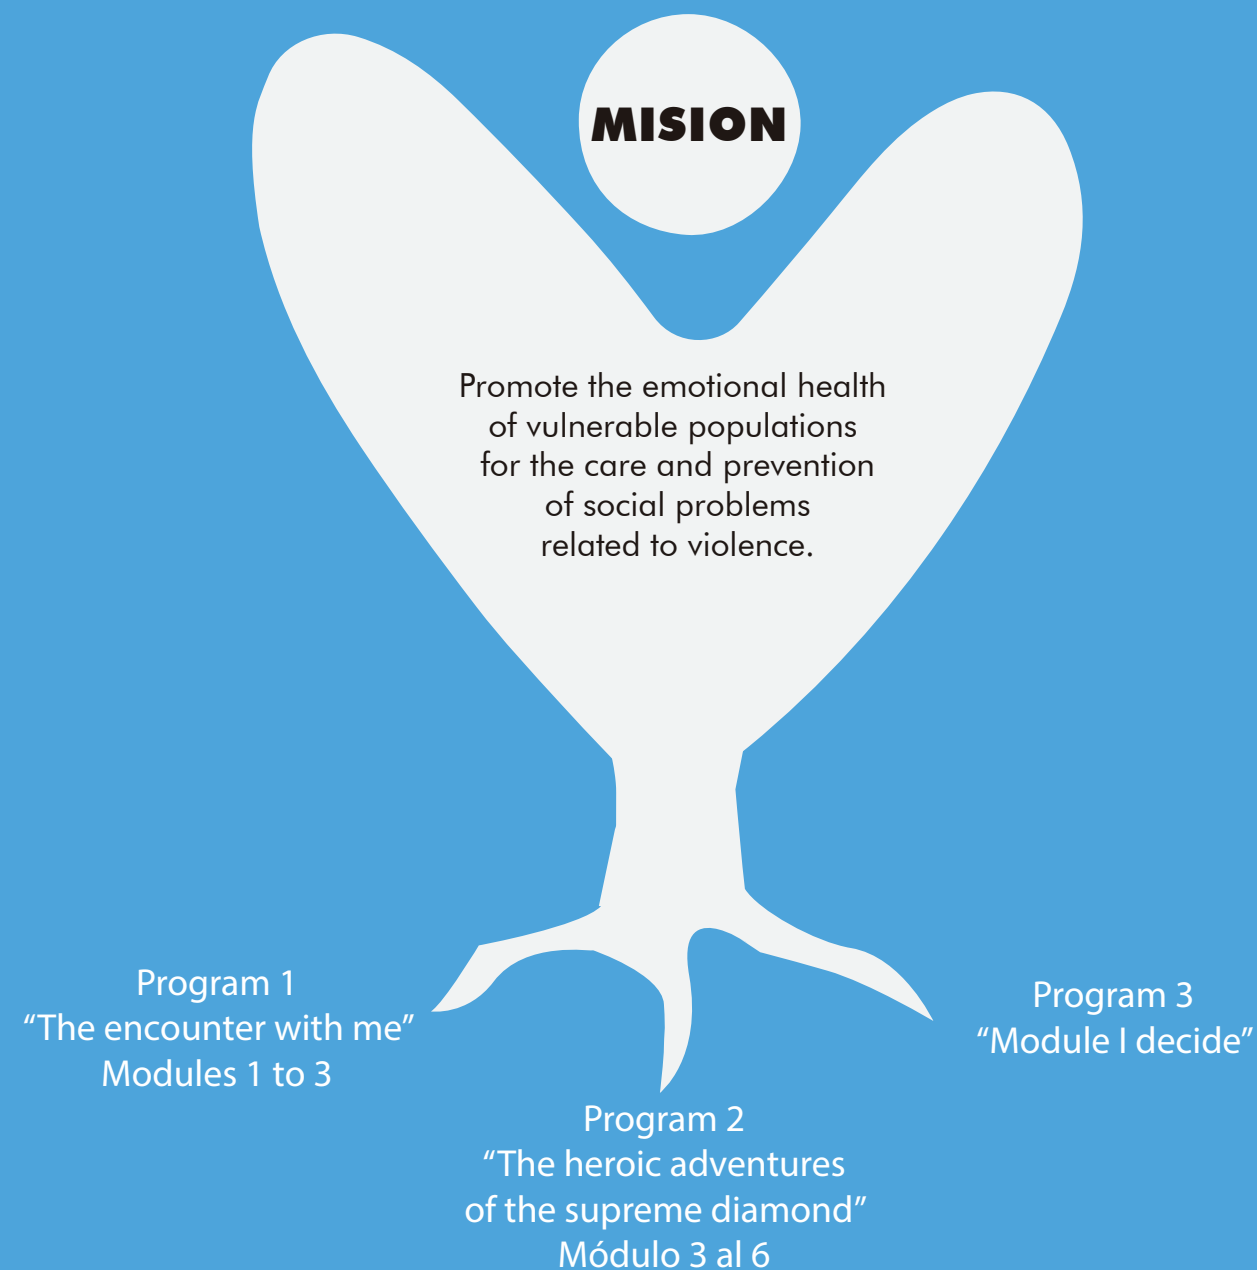 MISION
Promote the emotional health
of vulnerable populations
for the care and prevention
of social problems
related to violence.
Program 1
“The encounter with me”
Modules 1 to 3
Program 2
“The heroic adventures
of the supreme diamond”
Módulo 3 al 6
Program 3
“Module I decide”